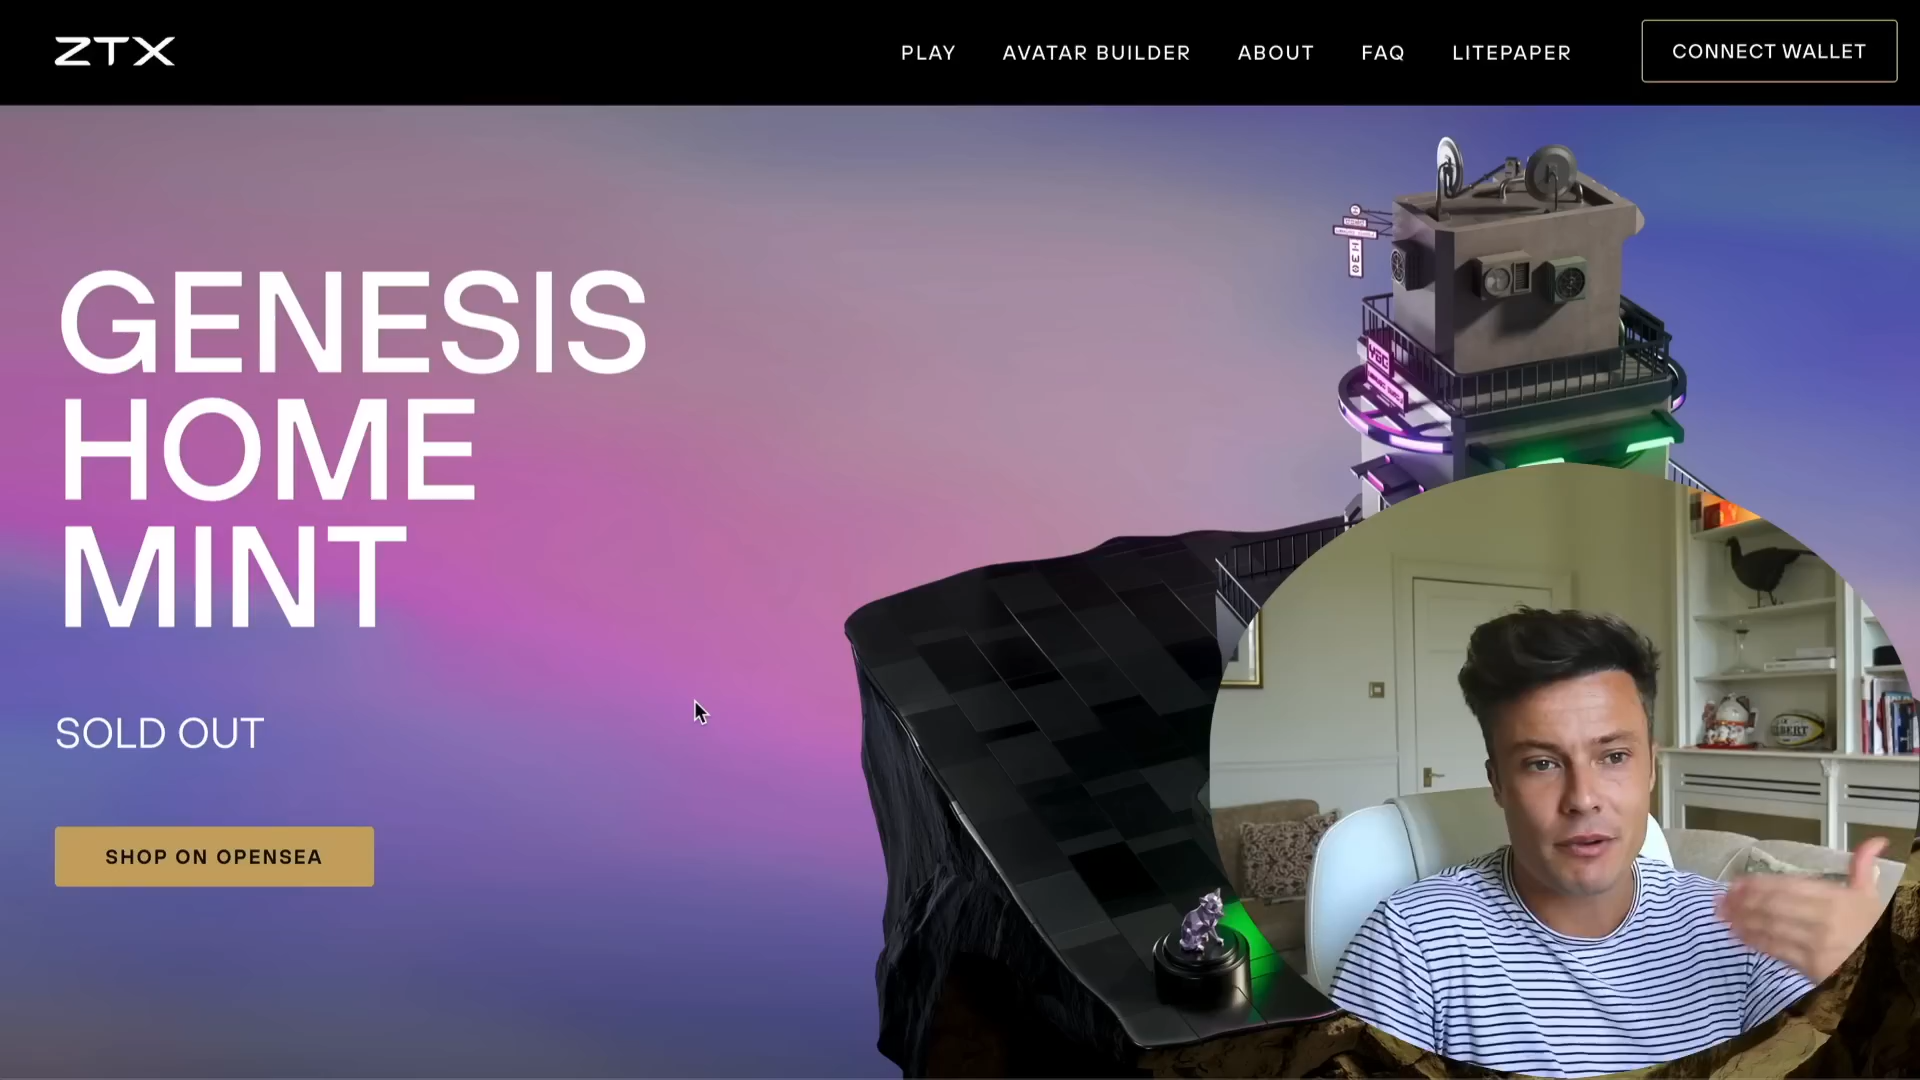 ZTX
PLAY
AVATAR BUILDER
ABOUT
FAQ
LITEPAPER
CONNECT WALLET
GENESIS
HOME
MINT
SOLD OUT
SHOP ON OPENSEA